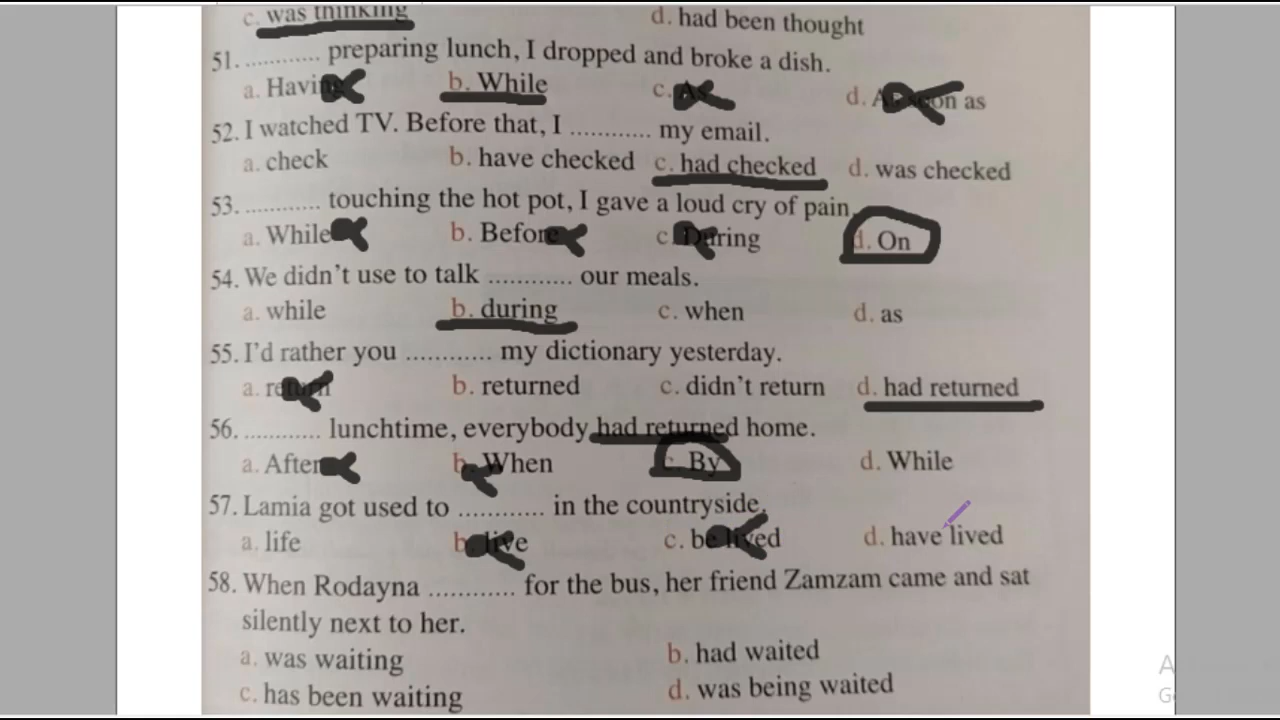 c. was thinking d. had been thought
51. ............ preparing lunch, I dropped and broke a dish.
a. Having b. While c. As d. As soon as
52. I watched TV. Before that, I ............ my email.
a. check b. have checked c. had checked d. was checked
53. ............ touching the hot pot, I gave a loud cry of pain.
a. While b. Before c. During d. On
54. We didn't use to talk ............ our meals.
a. while b. during c. when d. as
55. I'd rather you ............ my dictionary yesterday.
a. return b. returned c. didn't return d. had returned
56. ............ lunchtime, everybody had returned home.
a. After b. When c. By d. While
57. Lamia got used to ............ in the countryside.
a. life b. live c. be lived d. have lived
58. When Rodayna ............ for the bus, her friend Zamzam came and sat
silently next to her.
a. was waiting b. had waited
c. has been waiting d. was being waited